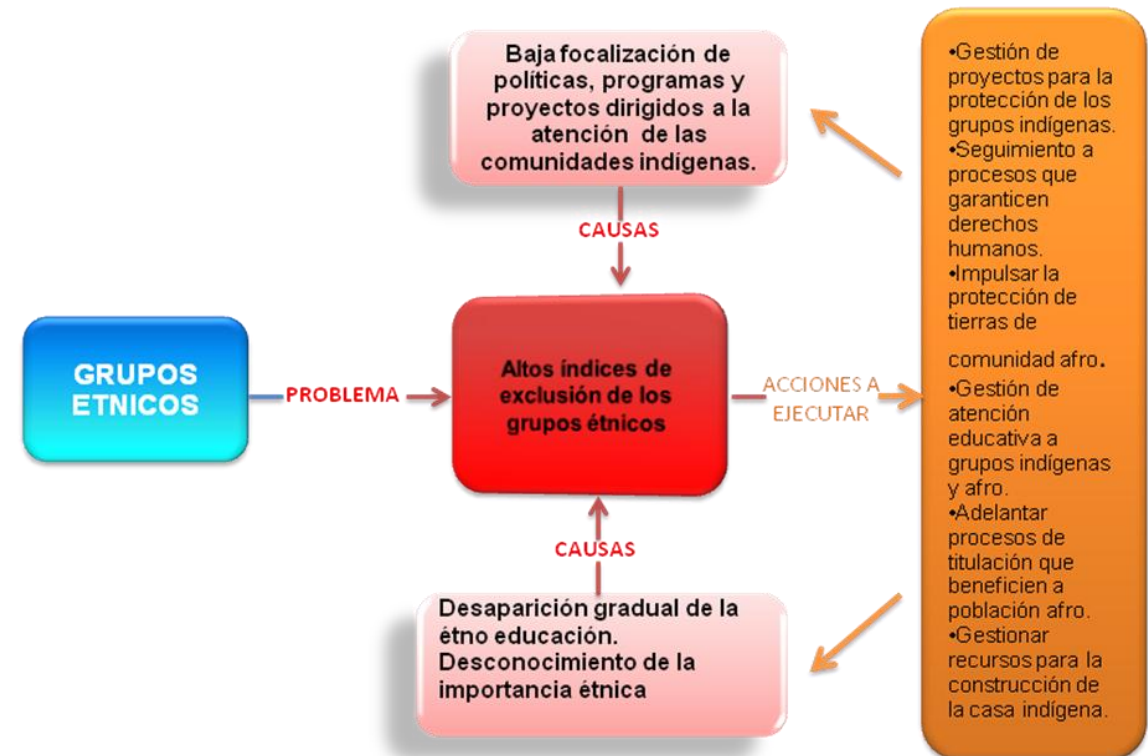 Baja focalización de
políticas, programas y
proyectos dirigidos a la
atención de las
comunidades indígenas.
CAUSAS
GRUPOS
ETNICOS
PROBLEMA
Altos índices de
exclusión de los
grupos étnicos
ACCIONES A
EJECUTAR
CAUSAS
Desaparición gradual de la
étno educación.
Desconocimiento de la
importancia étnica
•Gestión de
proyectos para la
protección de los
grupos indígenas.
•Seguimiento a
procesos que
garanticen
derechos
humanos.
•Impulsar la
protección de
tierras de
comunidad afro.
•Gestión de
atención
educativa a
grupos indígenas
y afro.
•Adelantar
procesos de
titulación que
beneficien a
población afro.
•Gestionar
recursos para la
construcción de
la casa indígena.